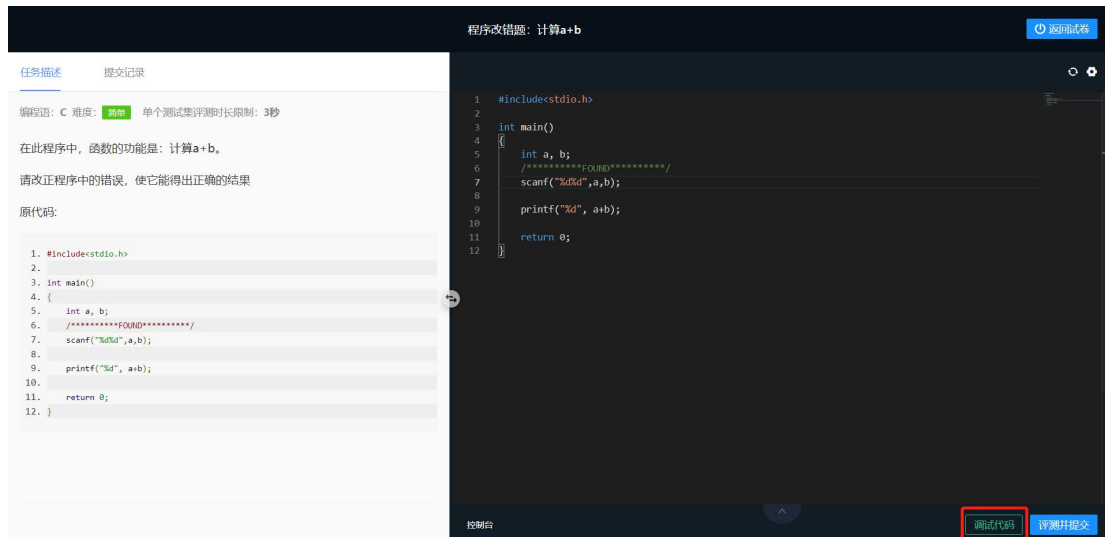 程序改错题：计算a+b
返回试卷
任务描述 提交记录
编程语：C 难度：简单 单个测试集评测时长限制：3秒
在此程序中，函数的功能是：计算a+b。
请改正程序中的错误，使它能得出正确的结果
原代码:
1. #include<stdio.h>
2.
3. int main()
4. {
5. int a, b;
6. /**********FOUND**********/
7. scanf("%d%d",a,b);
8.
9. printf("%d", a+b);
10.
11. return 0;
12. }
1 #include<stdio.h>
2
3 int main()
4 {
5 int a, b;
6 /**********FOUND**********/
7 scanf("%d%d",a,b);
8
9 printf("%d", a+b);
10
11 return 0;
12 }
控制台 调试代码 评测并提交